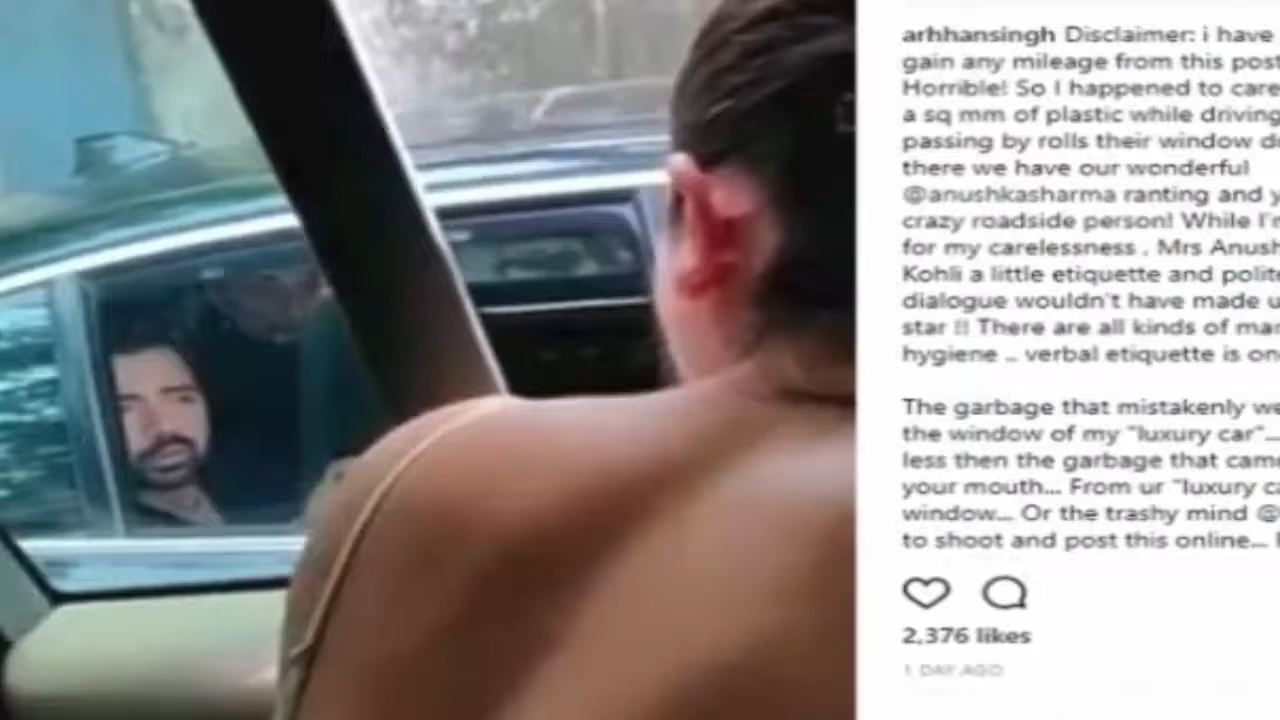 arhhansingh Disclaimer: i have
gain any mileage from this post
Horrible! So I happened to care
a sq mm of plastic while driving
passing by rolls their window d
there we have our wonderful
@anushkasharma ranting and y
crazy roadside person! While I'
for my carelessness . Mrs Anush
Kohli a little etiquette and polit
dialogue wouldn't have made u
star !! There are all kinds of ma
hygiene .. verbal etiquette is on
The garbage that mistakenly we
the window of my "luxury car"...
less then the garbage that came
your mouth... From ur "luxury ca
window... Or the trashy mind @
to shoot and post this online...
2,376 likes
1 DAY AGO